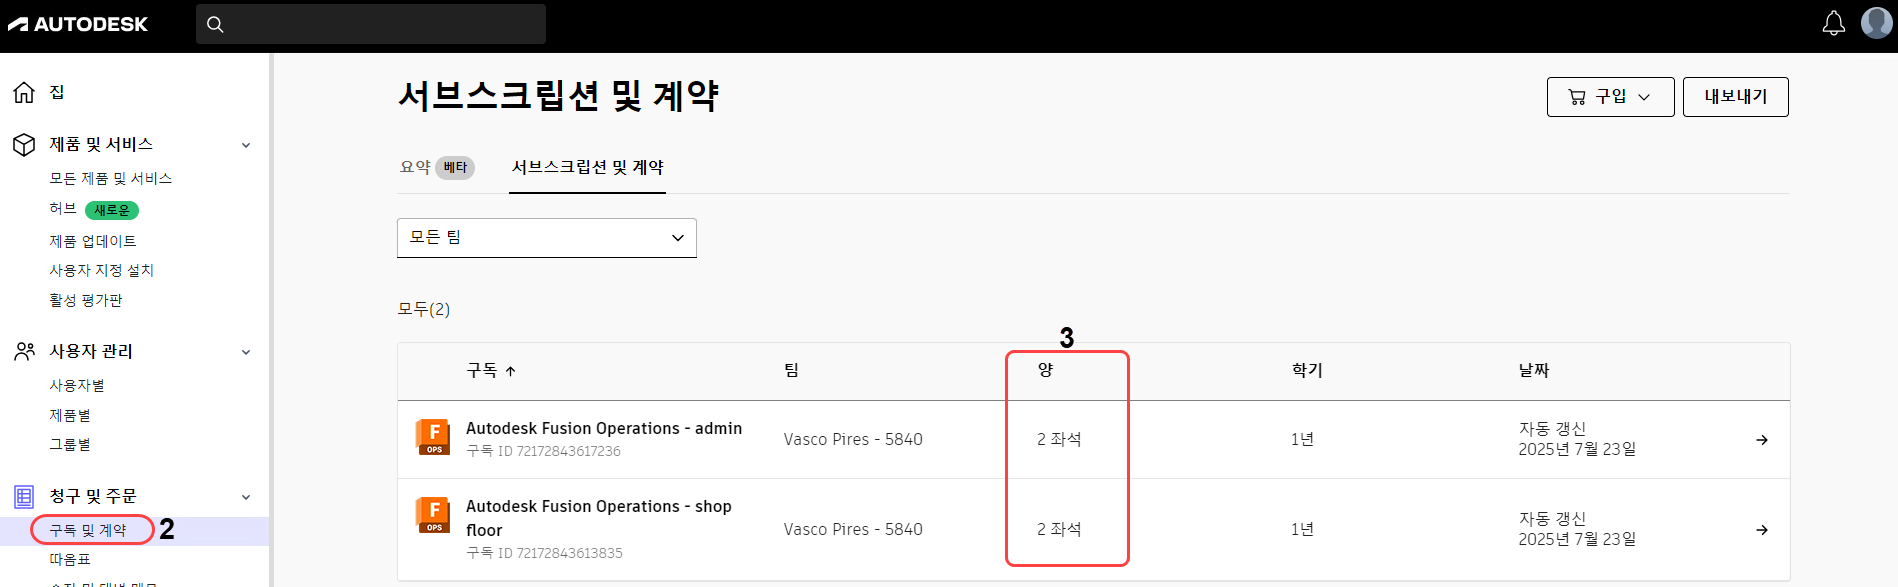 AUTODESK
집
제품 및 서비스
모든 제품 및 서비스
허브 새로운
제품 업데이트
사용자 지정 설치
활성 평가판
사용자 관리
사용자별
제품별
그룹별
청구 및 주문
구독 및 계약 2
따옴표
서브스크립션 및 계약
구입
내보내기
요약 베타 서브스크립션 및 계약
모든 팀
모두(2)
3
구독 ↑ 팀 양 학기 날짜
F OPS
Autodesk Fusion Operations - admin
구독 ID 72172843617236
Vasco Pires - 5840
2 좌석
1년
자동 갱신
2025년 7월 23일
F OPS
Autodesk Fusion Operations - shop
floor
구독 ID 72172843613835
Vasco Pires - 5840
2 좌석
1년
자동 갱신
2025년 7월 23일